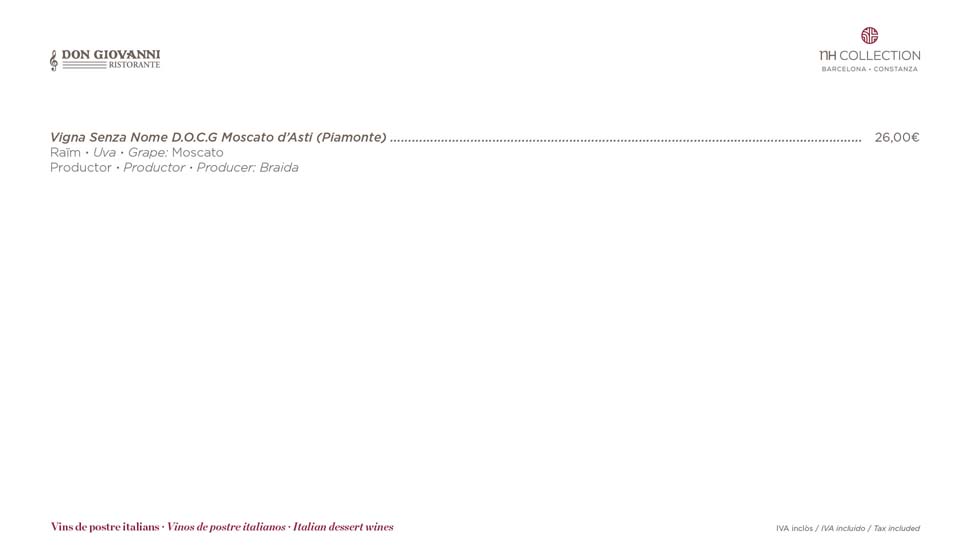 DON GIOVANNI
RISTORANTE
NH COLLECTION
BARCELONA • CONSTANZA
Vigna Senza Nome D.O.C.G Moscato d’Asti (Piamonte) ........................................................................................................................................ 26,00€
Raïm • Uva • Grape: Moscato
Productor • Productor • Producer: Braida
Vins de postre italians · Vinos de postre italianos · Italian dessert wines
IVA inclòs / IVA incluido / Tax included